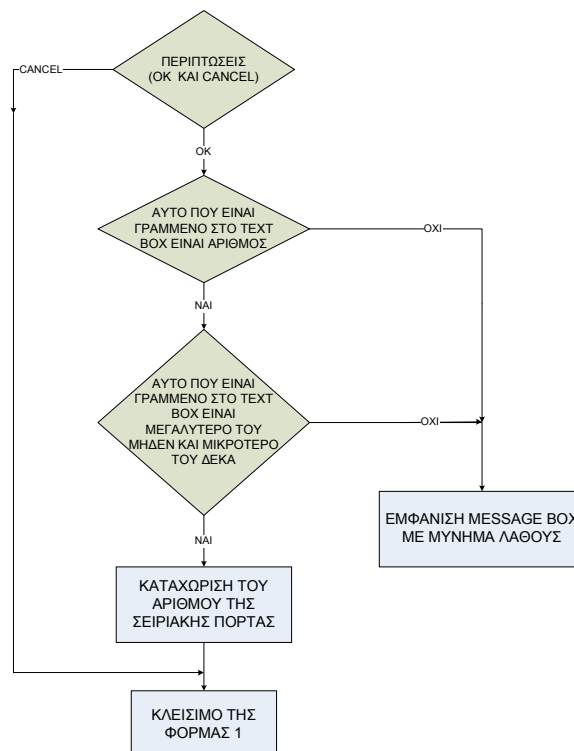 ΠΕΡΙΠΤΩΣΕΙΣ
(OK ΚΑΙ CANCEL)
CANCEL
OK
ΑΥΤΟ ΠΟΥ ΕΙΝΑΙ
ΓΡΑΜΜΕΝΟ ΣΤΟ TEXT
BOX ΕΙΝΑΙ ΑΡΙΘΜΟΣ
ΟΧΙ
ΝΑΙ
ΑΥΤΟ ΠΟΥ ΕΙΝΑΙ
ΓΡΑΜΜΕΝΟ ΣΤΟ TEXT
BOX ΕΙΝΑΙ
ΜΕΓΑΛΥΤΕΡΟ ΤΟΥ
ΜΗΔΕΝ ΚΑΙ ΜΙΚΡΟΤΕΡΟ
ΤΟΥ ΔΕΚΑ
ΟΧΙ
ΕΜΦΑΝΙΣΗ MESSAGE BOX
ΜΕ ΜΥΝΗΜΑ ΛΑΘΟΥΣ
ΝΑΙ
ΚΑΤΑΧΩΡΙΣΗ ΤΟΥ
ΑΡΙΘΜΟΥ ΤΗΣ
ΣΕΙΡΙΑΚΗΣ ΠΟΡΤΑΣ
ΚΛΕΙΣΙΜΟ ΤΗΣ
ΦΟΡΜΑΣ 1